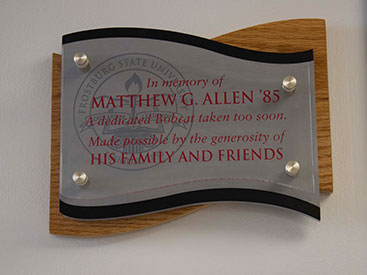 FROSTBURG STATE UNIVERSITY
In memory of
MATTHEW G. ALLEN '85
A dedicated Bobcat taken too soon.
Made possible by the generosity of
HIS FAMILY AND FRIENDS